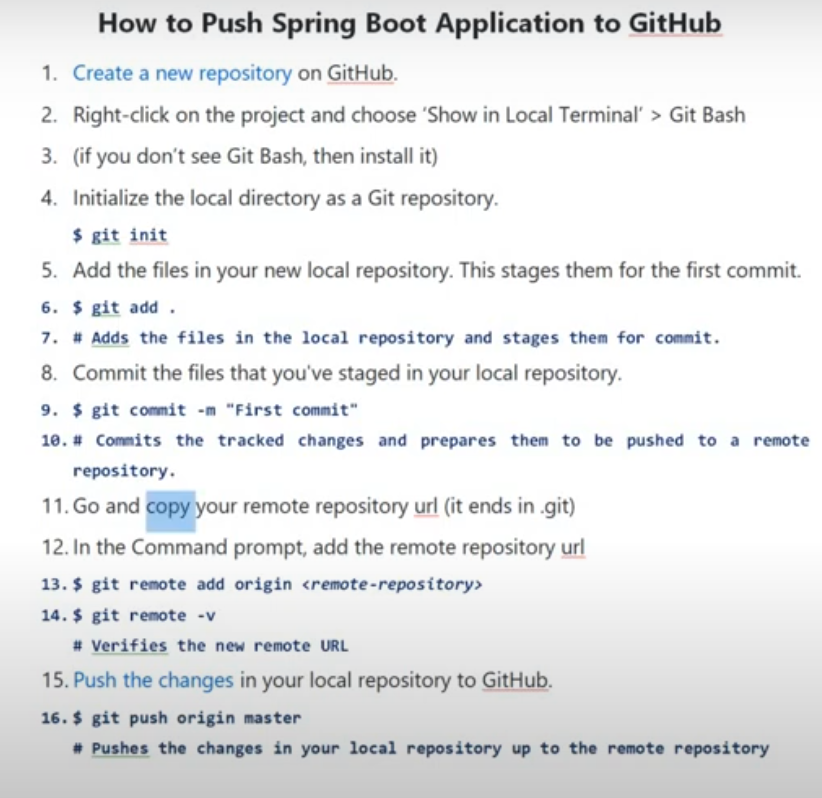 How to Push Spring Boot Application to GitHub
1. Create a new repository on GitHub.
2. Right-click on the project and choose 'Show in Local Terminal' > Git Bash
3. (if you don't see Git Bash, then install it)
4. Initialize the local directory as a Git repository.
$ git init
5. Add the files in your new local repository. This stages them for the first commit.
6. $ git add .
7. # Adds the files in the local repository and stages them for commit.
8. Commit the files that you've staged in your local repository.
9. $ git commit -m "First commit"
10. # Commits the tracked changes and prepares them to be pushed to a remote
repository.
11. Go and copy your remote repository url (it ends in .git)
12. In the Command prompt, add the remote repository url
13. $ git remote add origin <remote-repository>
14. $ git remote -v
# Verifies the new remote URL
15. Push the changes in your local repository to GitHub.
16. $ git push origin master
# Pushes the changes in your local repository up to the remote repository